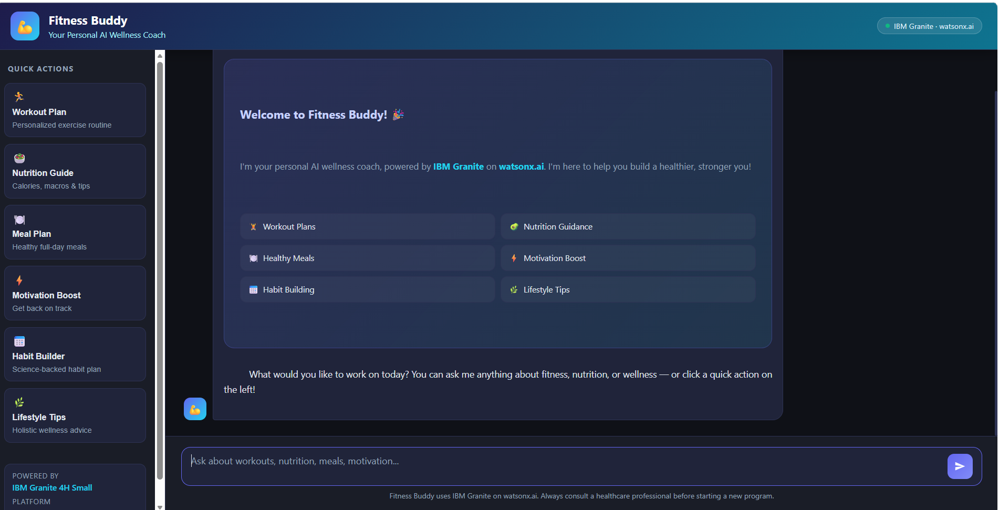 Fitness Buddy
Your Personal AI Wellness Coach
IBM Granite · watsonx.ai
QUICK ACTIONS
Workout Plan
Personalized exercise routine
Nutrition Guide
Calories, macros & tips
Meal Plan
Healthy full-day meals
Motivation Boost
Get back on track
Habit Builder
Science-backed habit plan
Lifestyle Tips
Holistic wellness advice
POWERED BY
IBM Granite 4H Small
PLATFORM
Welcome to Fitness Buddy!
I'm your personal AI wellness coach, powered by IBM Granite on watsonx.ai. I'm here to help you build a healthier, stronger you!
Workout Plans
Nutrition Guidance
Healthy Meals
Motivation Boost
Habit Building
Lifestyle Tips
What would you like to work on today? You can ask me anything about fitness, nutrition, or wellness — or click a quick action on
the left!
Ask about workouts, nutrition, meals, motivation...
Fitness Buddy uses IBM Granite on watsonx.ai. Always consult a healthcare professional before starting a new program.